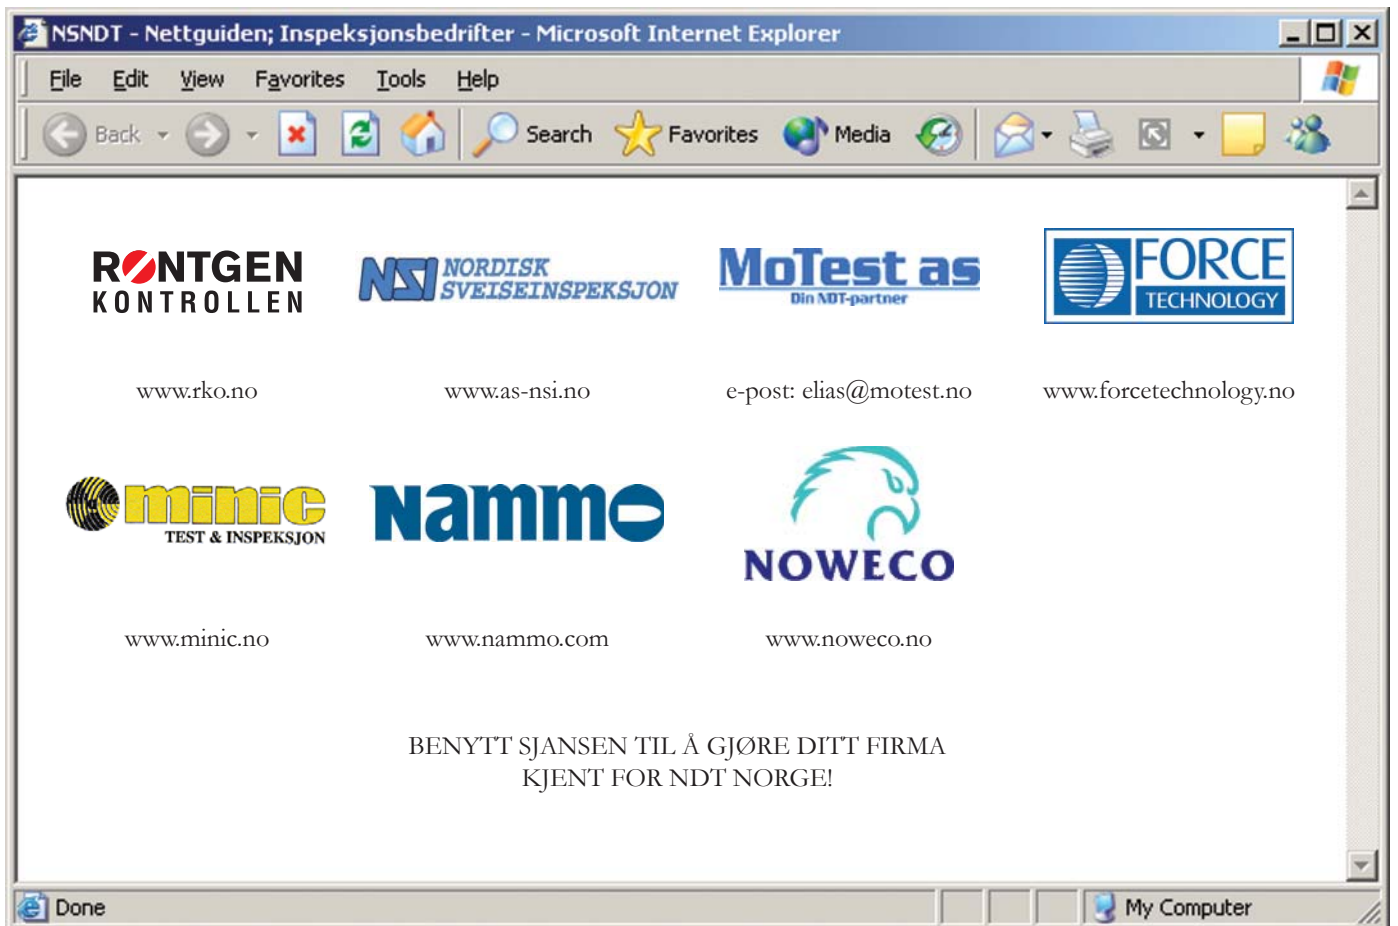 NSNDT - Nettguiden; Inspeksjonsbedrifter - Microsoft Internet Explorer
File Edit View Favorites Tools Help
Back Search Favorites Media
RØNTGEN
KONTROLLEN
NSI NORDISK
SVEISEINSPEKSJON
MoTest as
Din NDT-partner
FORCE
TECHNOLOGY
www.rko.no www.as-nsi.no e-post: elias@motest.no www.forcetechnology.no
minic
TEST & INSPEKSJON
Nammo
NOWECO
www.minic.no www.nammo.com www.noweco.no
BENYTT SJANSEN TIL Å GJØRE DITT FIRMA
KJENT FOR NDT NORGE!
Done My Computer